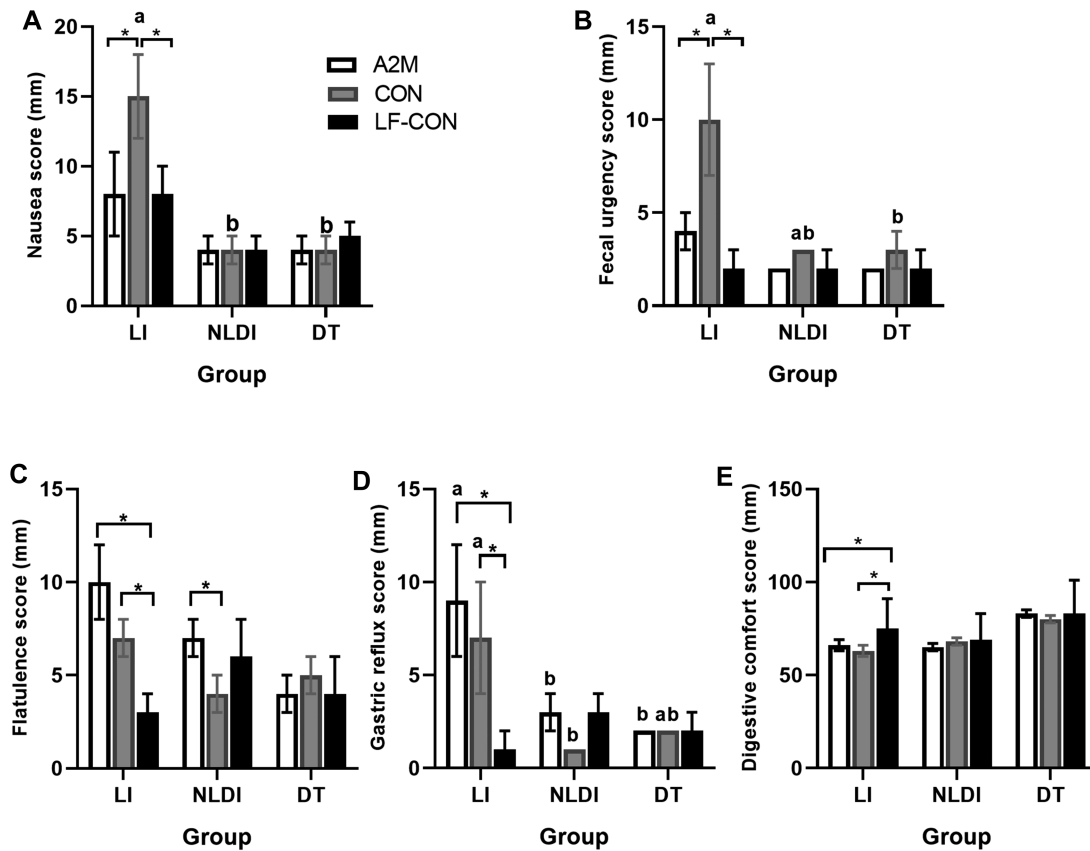 A
Nausea score (mm)
20
15
10
5
0
a
* *
b
b
LI NLDI DT
Group
A2M
CON
LF-CON
B
Fecal urgency score (mm)
15
10
5
0
a
* *
ab
b
LI NLDI DT
Group
C
Flatulence score (mm)
15
10
5
0
*
*
*
LI NLDI DT
Group
D
Gastric reflux score (mm)
15
10
5
0
a
*
a *
b
b
b ab
LI NLDI DT
Group
E
Digestive comfort score (mm)
150
100
50
0
*
*
LI NLDI DT
Group